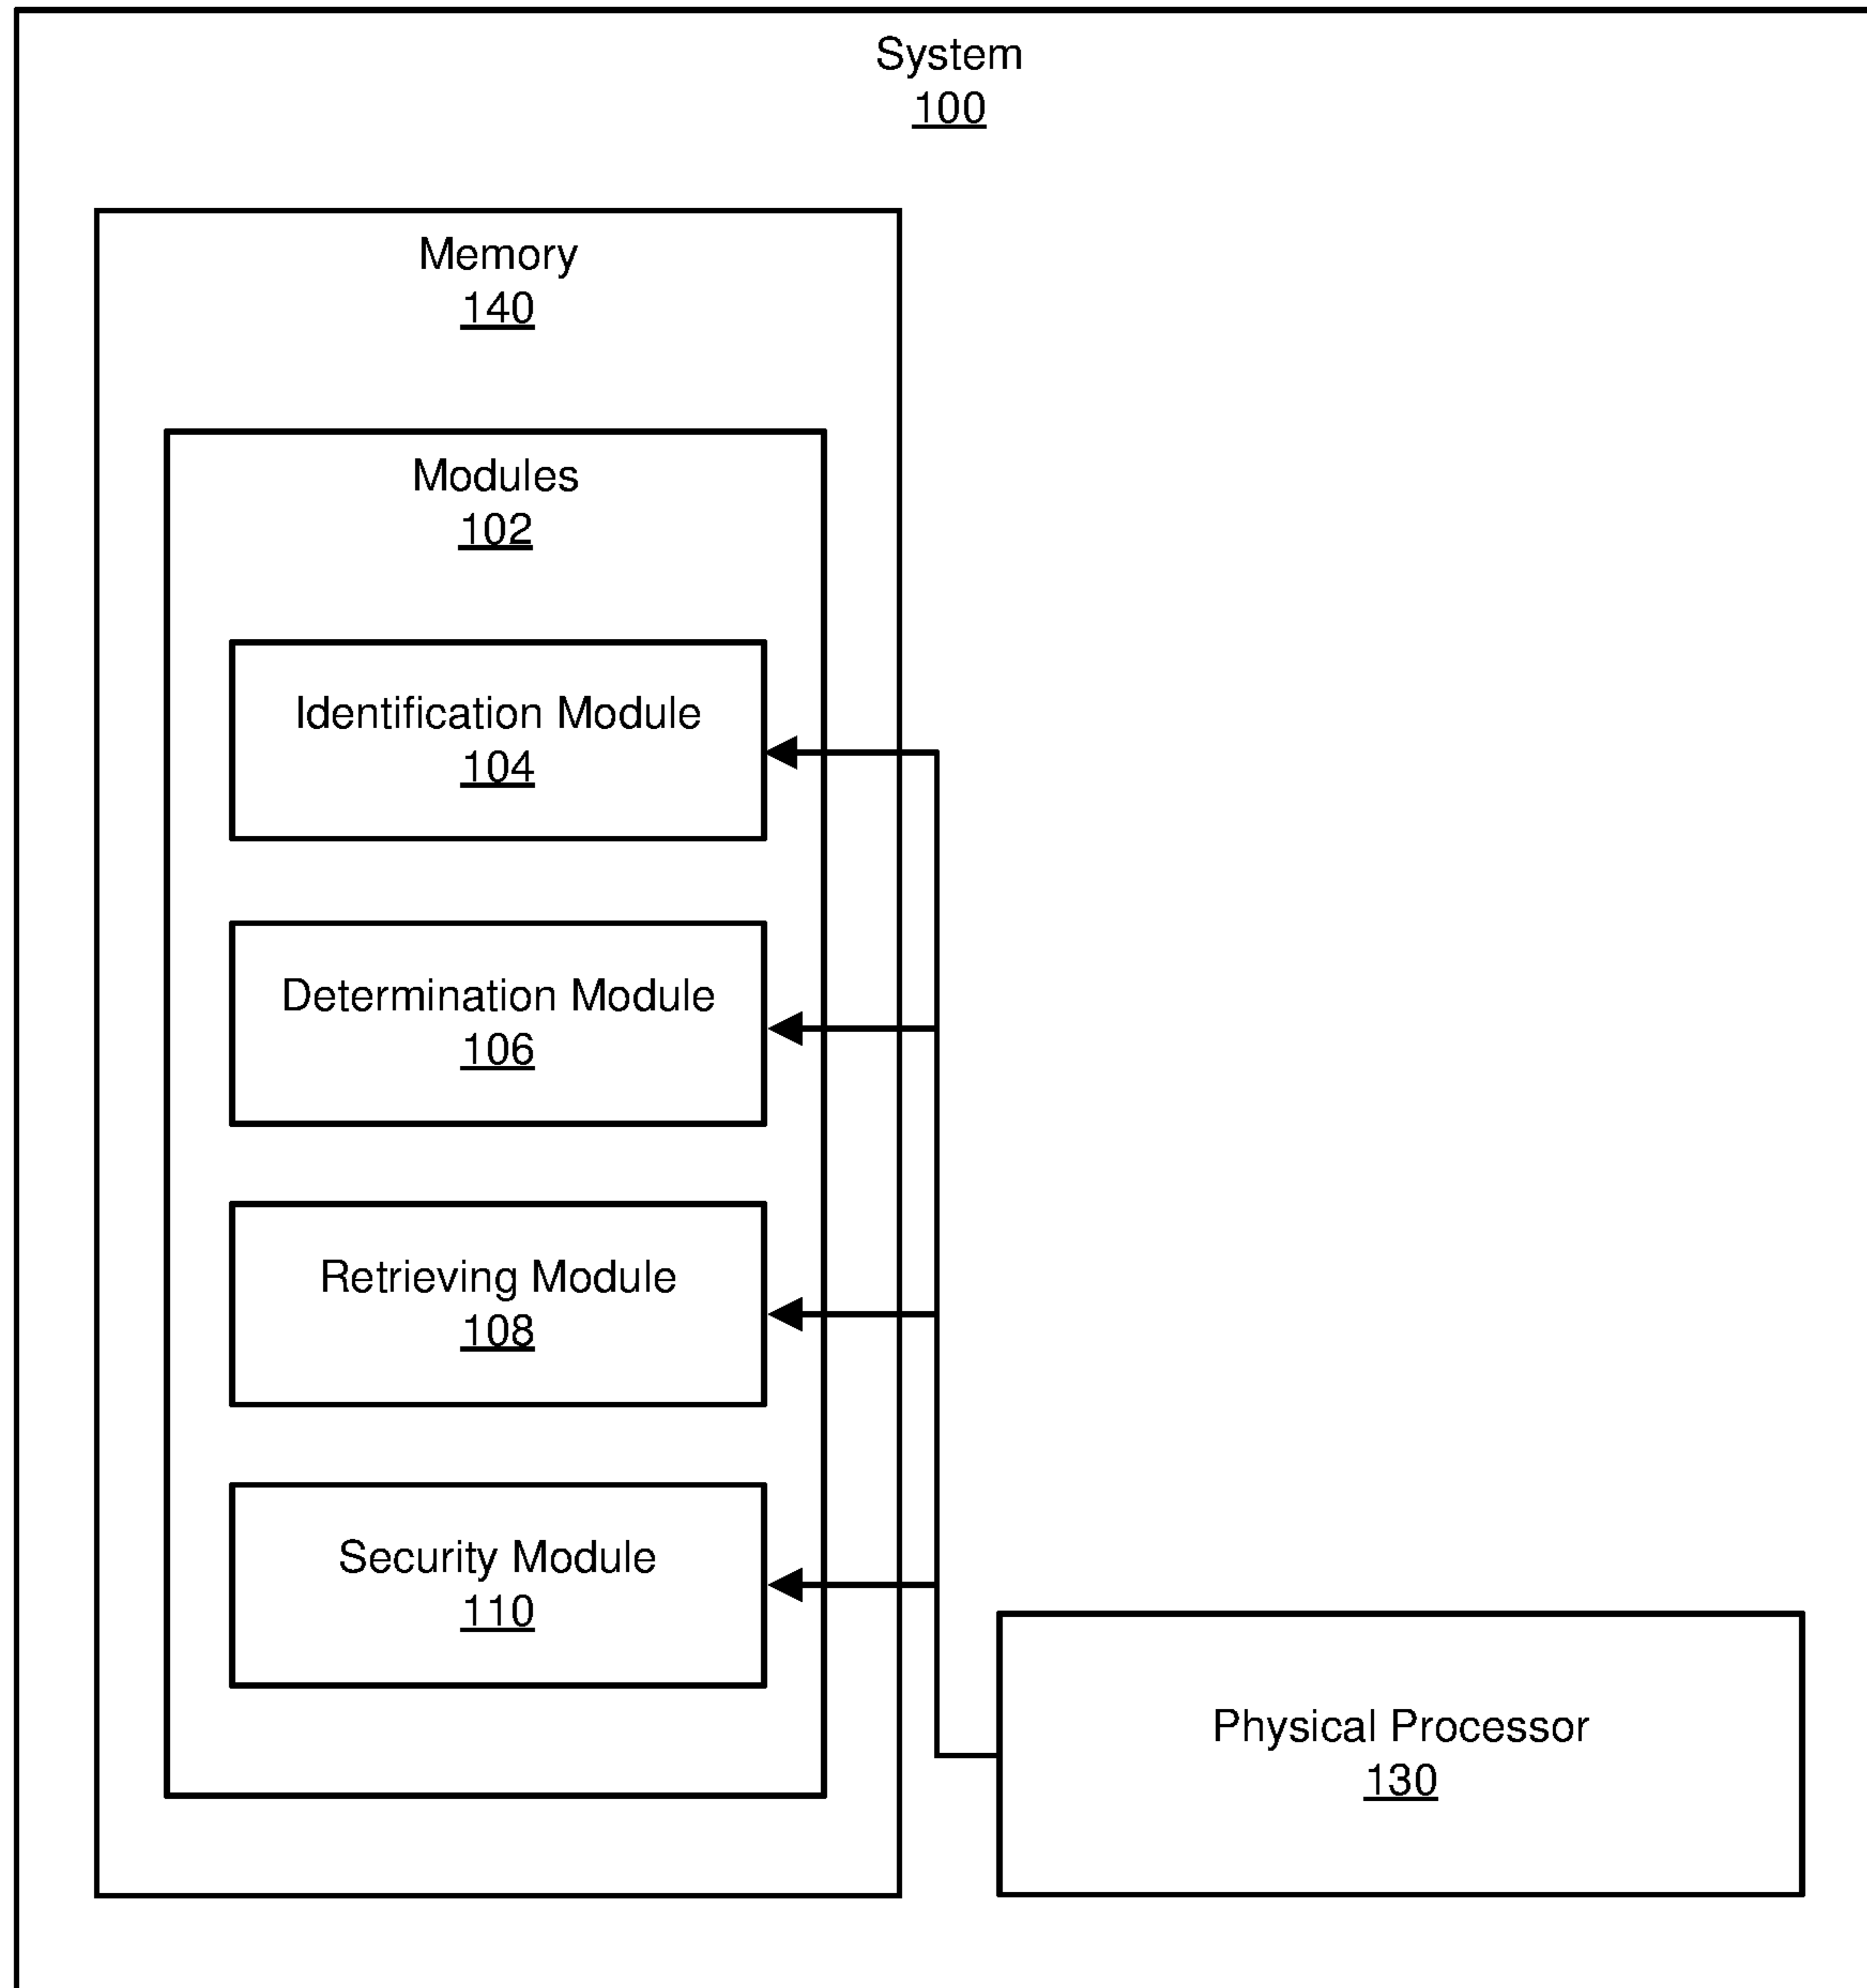 System
100
Memory
140
Modules
102
Identification Module
104
Determination Module
106
Retrieving Module
108
Security Module
110
Physical Processor
130